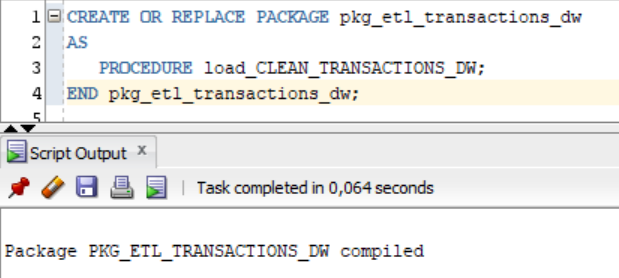 1 CREATE OR REPLACE PACKAGE pkg_etl_transactions_dw
2 AS
3 PROCEDURE load_CLEAN_TRANSACTIONS_DW;
4 END pkg_etl_transactions_dw;
5
Script Output x
Task completed in 0,064 seconds
Package PKG_ETL_TRANSACTIONS_DW compiled